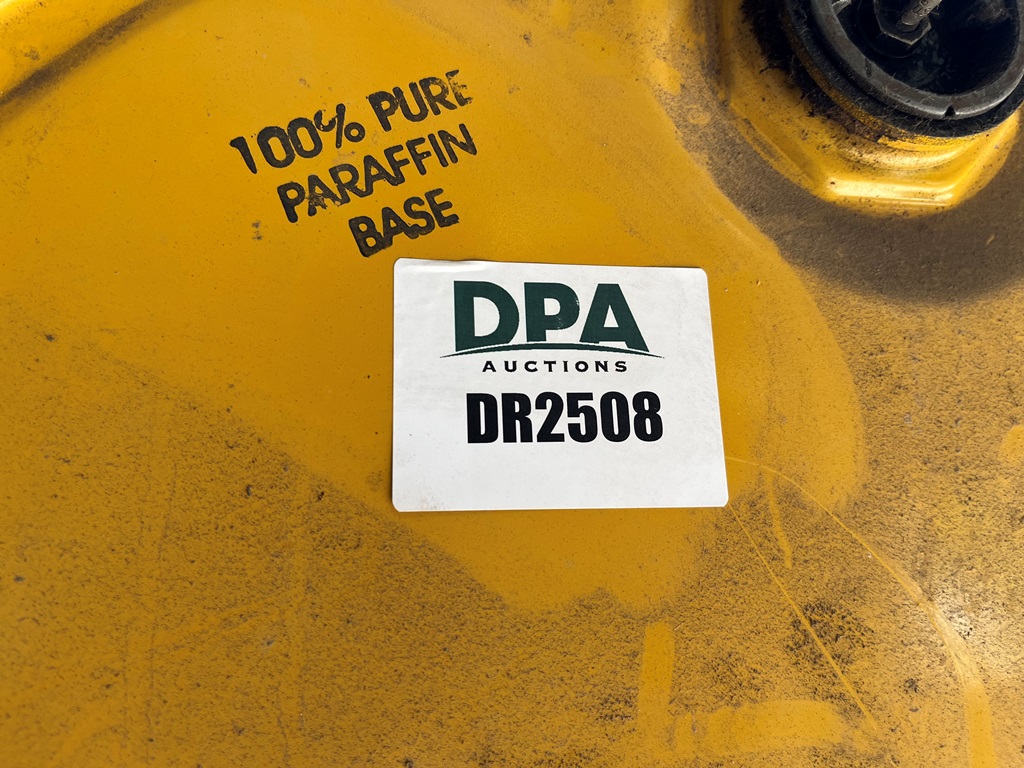 100% PURE
PARAFFIN
BASE
DPA
AUCTIONS
DR2508